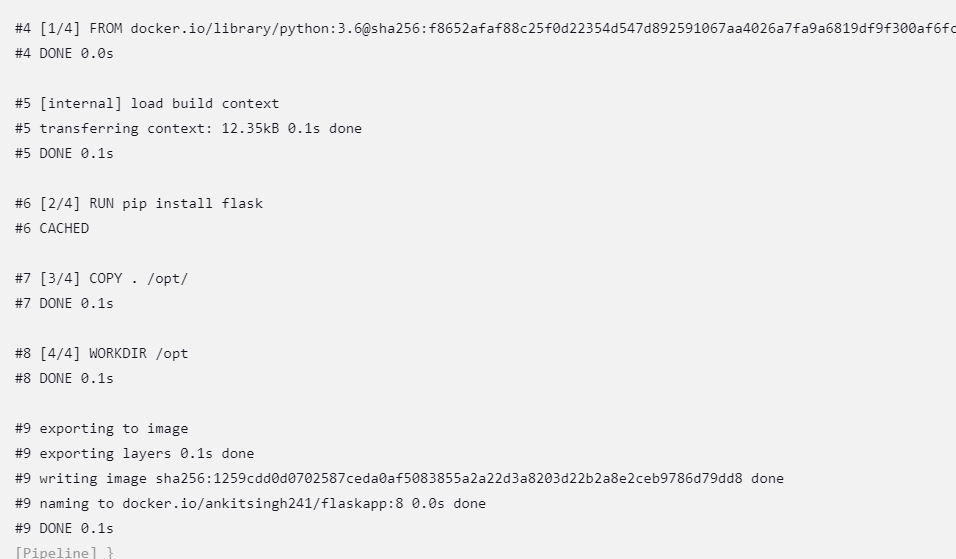 #4 [1/4] FROM docker.io/library/python:3.6@sha256:f8652afaf88c25f0d22354d547d892591067aa4026a7fa9a6819df9f300af6fc
#4 DONE 0.0s
#5 [internal] load build context
#5 transferring context: 12.35kB 0.1s done
#5 DONE 0.1s
#6 [2/4] RUN pip install flask
#6 CACHED
#7 [3/4] COPY . /opt/
#7 DONE 0.1s
#8 [4/4] WORKDIR /opt
#8 DONE 0.1s
#9 exporting to image
#9 exporting layers 0.1s done
#9 writing image sha256:1259cdd0d0702587ceda0af5083855a2a22d3a8203d22b2a8e2ceb9786d79dd8 done
#9 naming to docker.io/ankitsingh241/flaskapp:8 0.0s done
#9 DONE 0.1s
[Pipeline] }